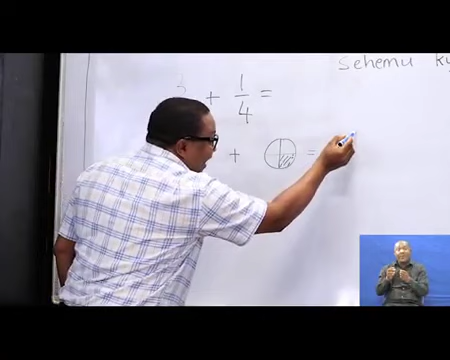 Sehemu
+ 1/4 =
+ =